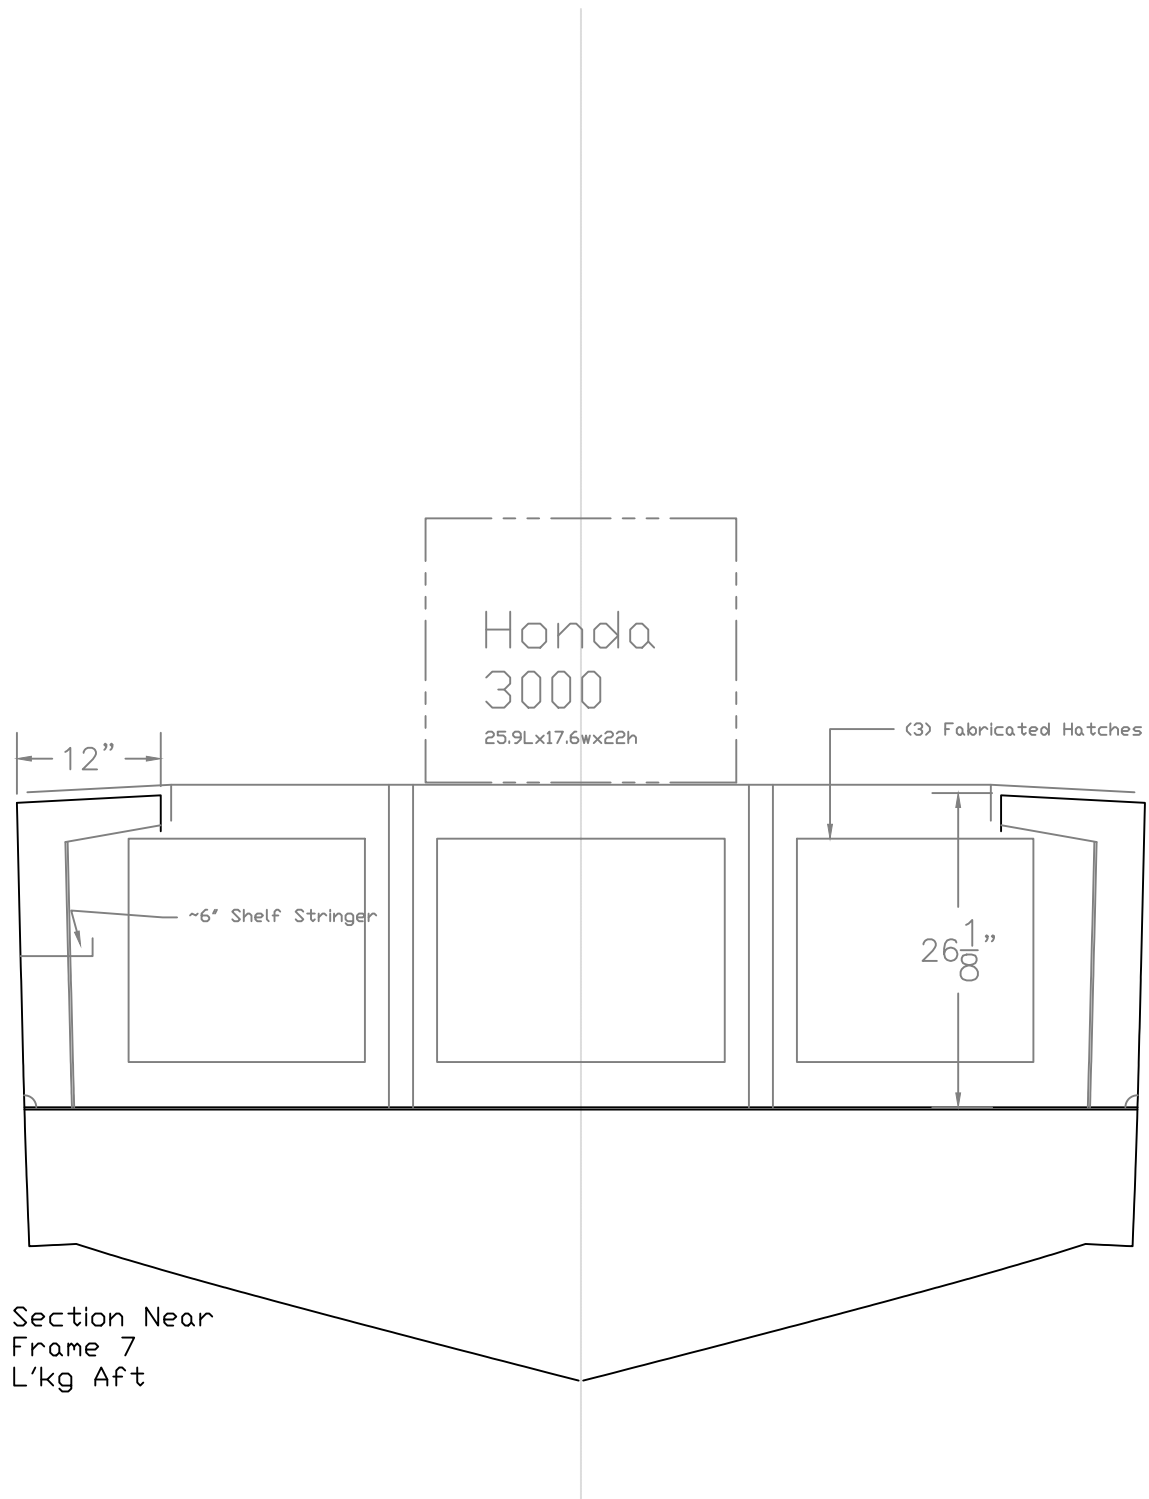 Honda
3000
25.9Lx17.6wx22h
(3) Fabricated Hatches
12"
~6" Shelf Stringer
26 1/8"
Section Near
Frame 7
L'kg Aft